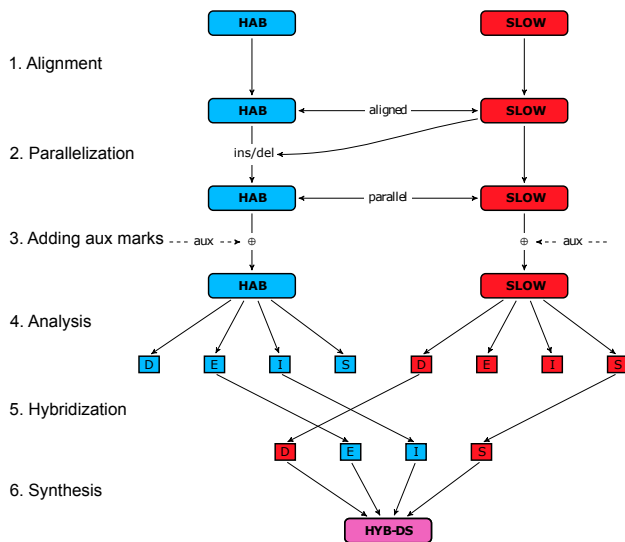 HAB SLOW
1. Alignment
HAB aligned SLOW
2. Parallelization
ins/del
HAB parallel SLOW
3. Adding aux marks aux ⊕ ⊕ aux
HAB SLOW
4. Analysis
D E I S D E I S
5. Hybridization
D E I S
6. Synthesis
HYB-DS